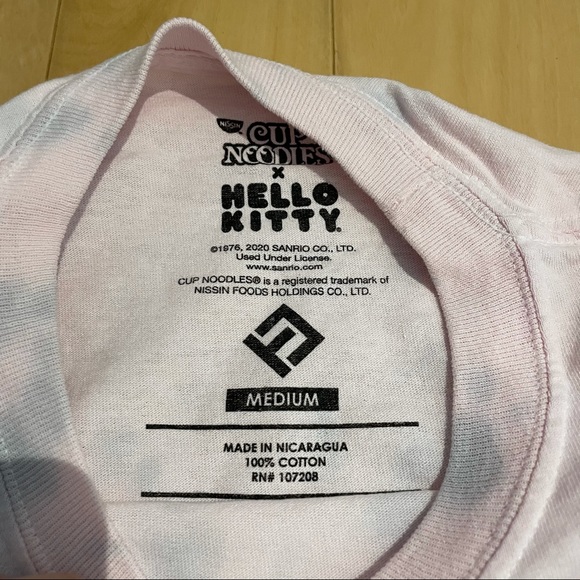 NISSIN
CUP
NOODLES
x
HELLO
KITTY®
©1976, 2020 SANRIO CO., LTD.
Used Under License.
www.sanrio.com
CUP NOODLES® is a registered trademark of
NISSIN FOODS HOLDINGS CO., LTD.
MEDIUM
MADE IN NICARAGUA
100% COTTON
RN# 107208